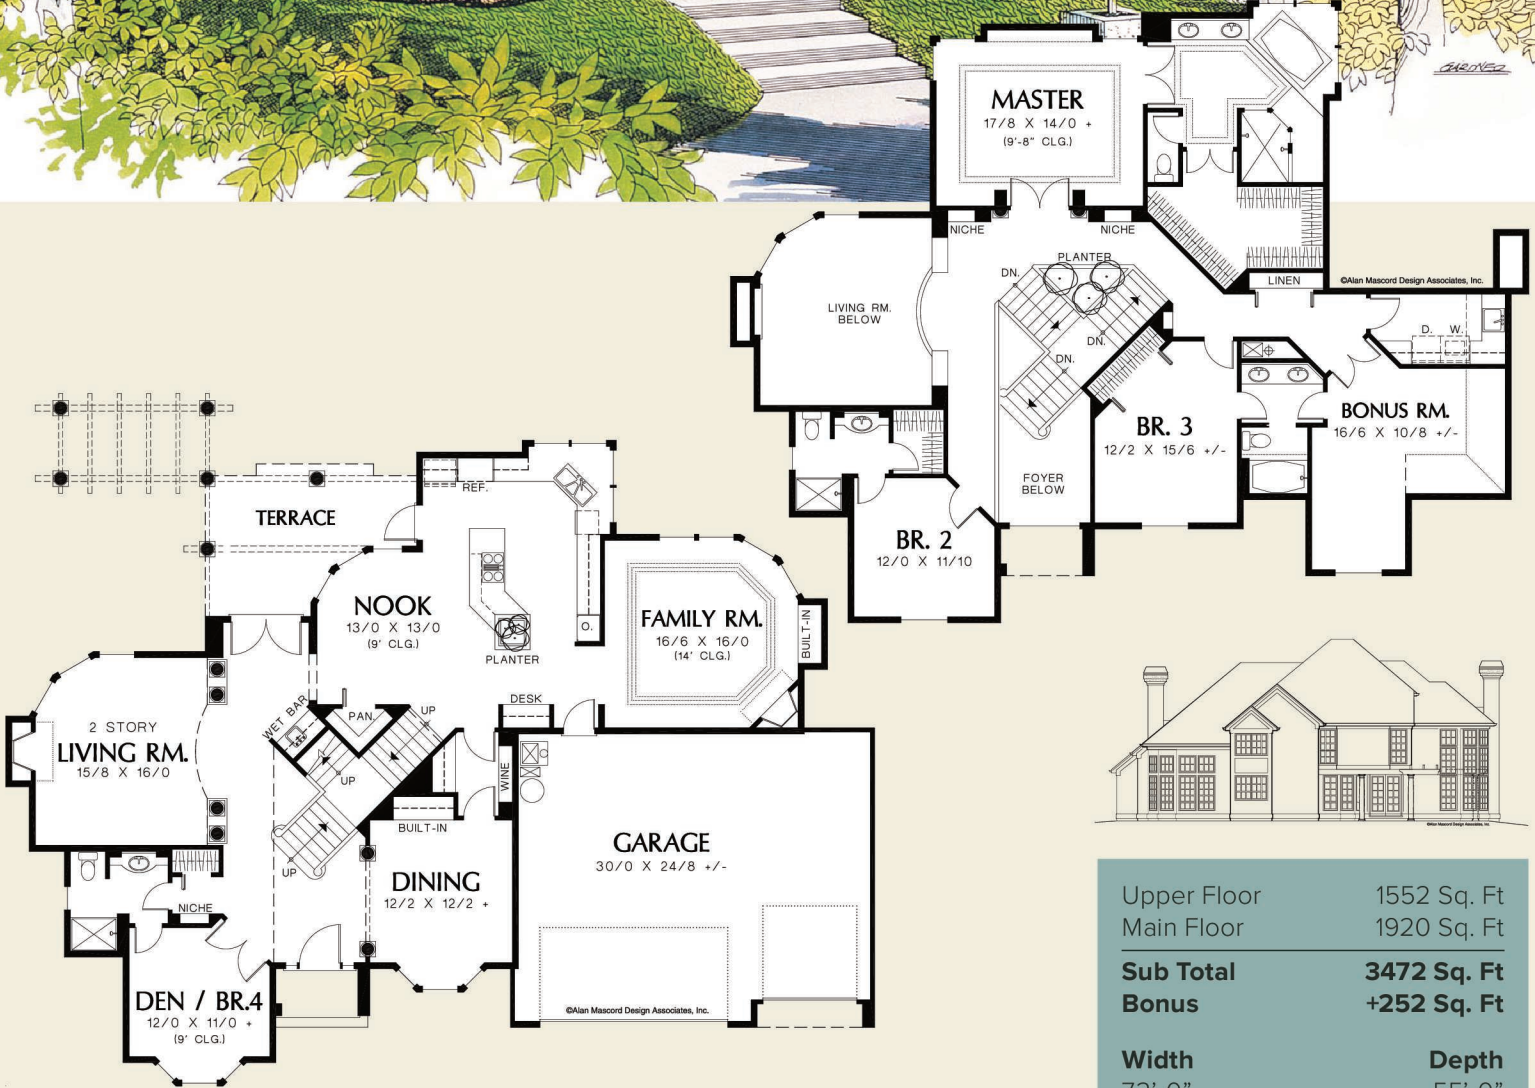 GARONEZ
MASTER
17/8 X 14/0 +
(9'-8" CLG.)
NICHE
NICHE
PLANTER
DN.
LINEN
©Alan Mascord Design Associates, Inc.
LIVING RM.
BELOW
DN.
DN.
D. W.
BR. 3
12/2 X 15/6 +/-
BONUS RM.
16/6 X 10/8 +/-
FOYER
BELOW
BR. 2
12/0 X 11/10
REF.
TERRACE
NOOK
13/0 X 13/0
(9' CLG.)
O.
PLANTER
FAMILY RM.
16/6 X 16/0
(14' CLG.)
BUILT-IN
DESK
2 STORY
LIVING RM.
15/8 X 16/0
WET BAR
PAN.
UP
UP
WINE
BUILT-IN
UP
GARAGE
30/0 X 24/8 +/-
DINING
12/2 X 12/2 +
NICHE
DEN / BR.4
12/0 X 11/0 +
(9' CLG.)
©Alan Mascord Design Associates, Inc.
©Alan Mascord Design Associates, Inc.
Upper Floor 1552 Sq. Ft
Main Floor 1920 Sq. Ft
Sub Total 3472 Sq. Ft
Bonus +252 Sq. Ft
Width Depth